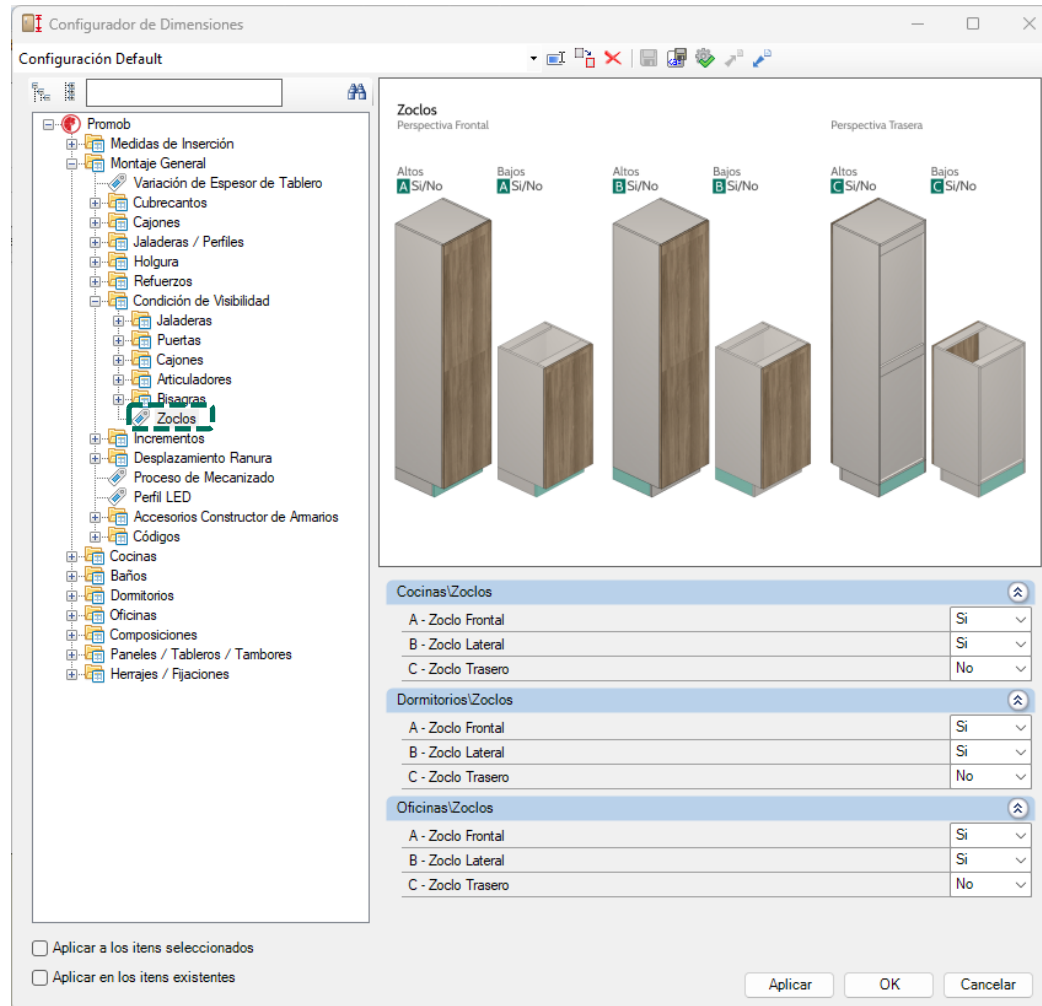 Configurador de Dimensiones
Configuración Default
Promob
Medidas de Inserción
Montaje General
Variación de Espesor de Tablero
Cubrecantos
Cajones
Jaladeras / Perfiles
Holgura
Refuerzos
Condición de Visibilidad
Jaladeras
Puertas
Cajones
Articuladores
Bisagras
Zoclos
Incrementos
Desplazamiento Ranura
Proceso de Mecanizado
Perfil LED
Accesorios Constructor de Armarios
Códigos
Cocinas
Baños
Dormitorios
Oficinas
Composiciones
Paneles / Tableros / Tambores
Herrajes / Fijaciones
Zoclos
Perspectiva Frontal Perspectiva Trasera
Altos Bajos Altos Bajos Altos Bajos
A Si/No A Si/No B Si/No B Si/No C Si/No C Si/No
Cocinas\Zoclos
A - Zoclo Frontal Si
B - Zoclo Lateral Si
C - Zoclo Trasero No
Dormitorios\Zoclos
A - Zoclo Frontal Si
B - Zoclo Lateral Si
C - Zoclo Trasero No
Oficinas\Zoclos
A - Zoclo Frontal Si
B - Zoclo Lateral Si
C - Zoclo Trasero No
Aplicar a los itens seleccionados
Aplicar en los itens existentes
Aplicar OK Cancelar